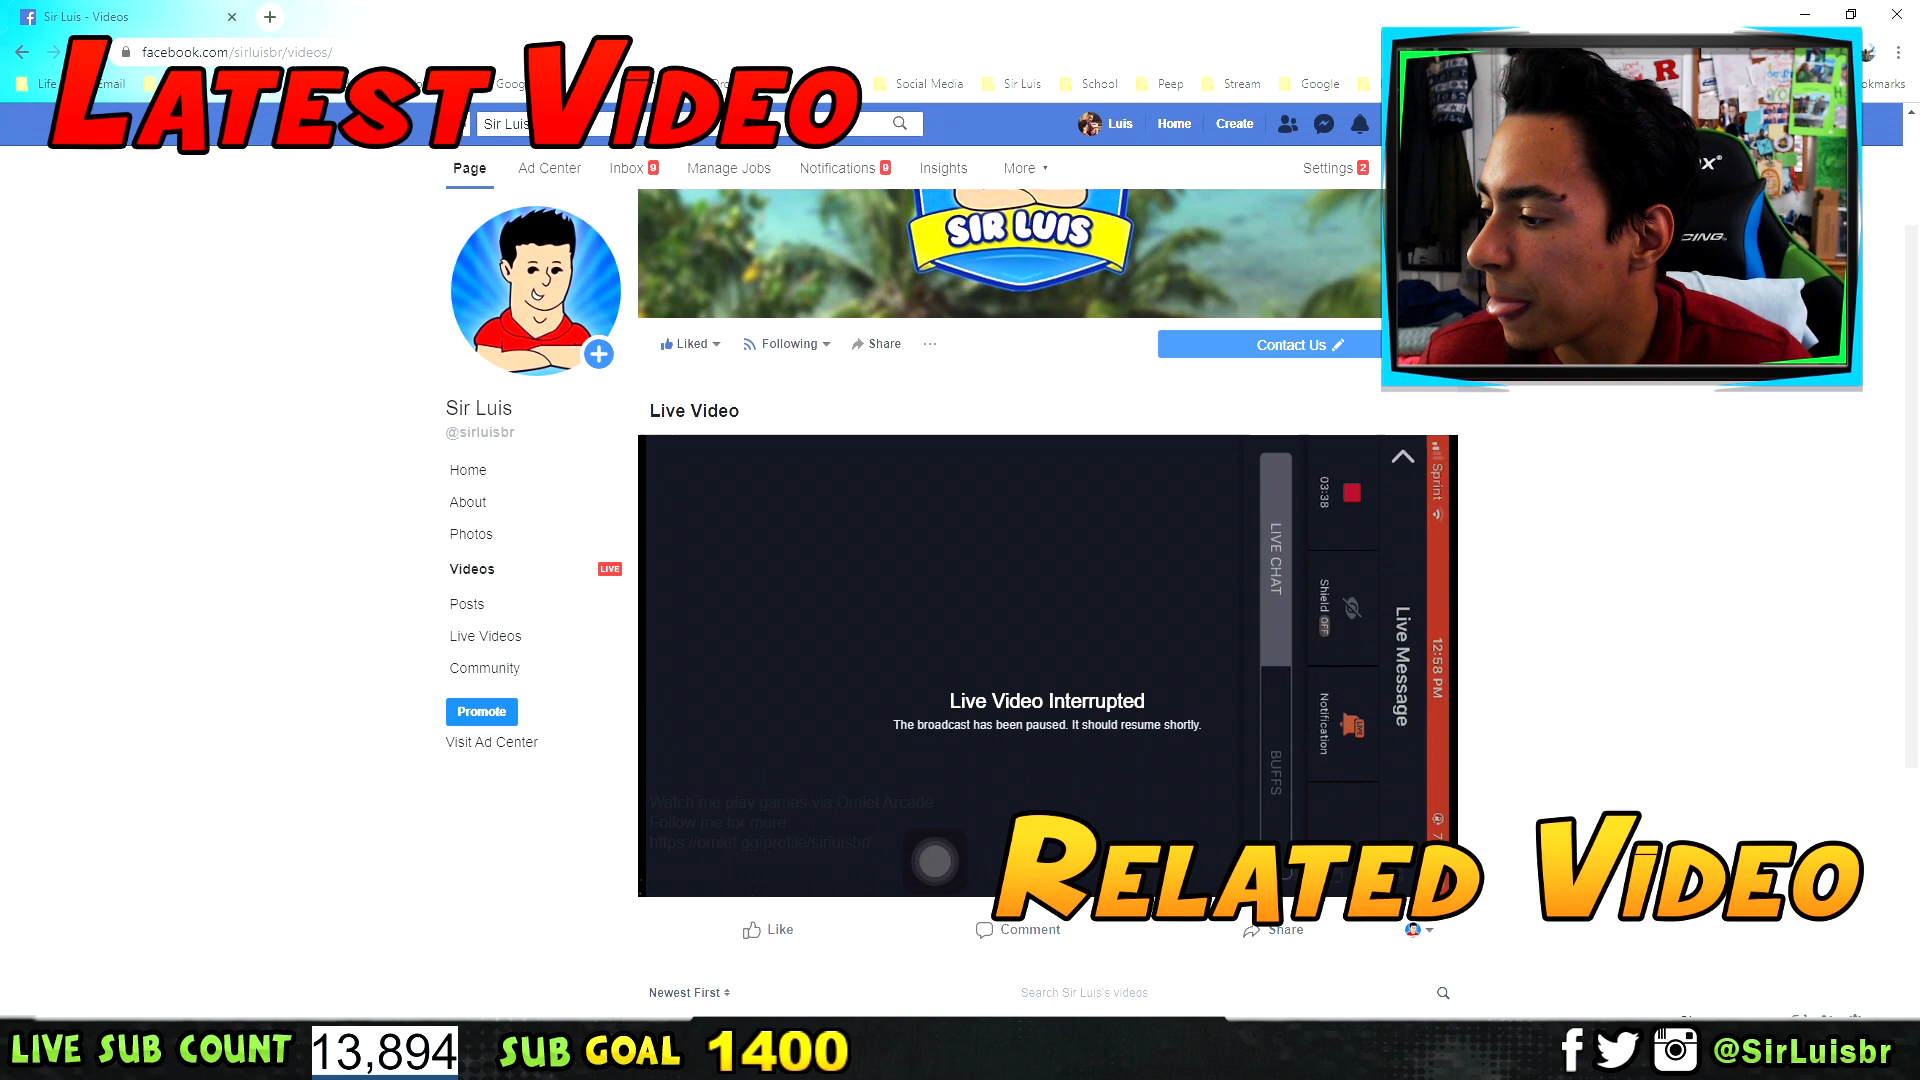 Sir Luis - Videos
facebook.com/sirluisbr/videos/
Life
Email
Social Media
Sir Luis
School
Peep
Stream
Google
LATEST VIDEO
Sir Luis
Luis
Home
Create
Page
Ad Center
Inbox 9
Manage Jobs
Notifications 9
Insights
More
Settings 2
SIR LUIS
R
CING
Liked
Following
Share
Contact Us
Sir Luis
@sirluisbr
Home
About
Photos
Videos
LIVE
Posts
Live Videos
Community
Promote
Visit Ad Center
Live Video
Sprint
12:58 PM
Live Message
03:38
Shield OFF
Notification
LIVE CHAT
BUFFS
Live Video Interrupted
The broadcast has been paused. It should resume shortly.
Watch me play games via Omlet Arcade
Follow me for more:
https://omlet.gg/profile/sirluisbr/
RELATED VIDEO
Like
Comment
Share
Newest First
Search Sir Luis's videos
LIVE SUB COUNT 13,894 SUB GOAL 1400
@SirLuisbr